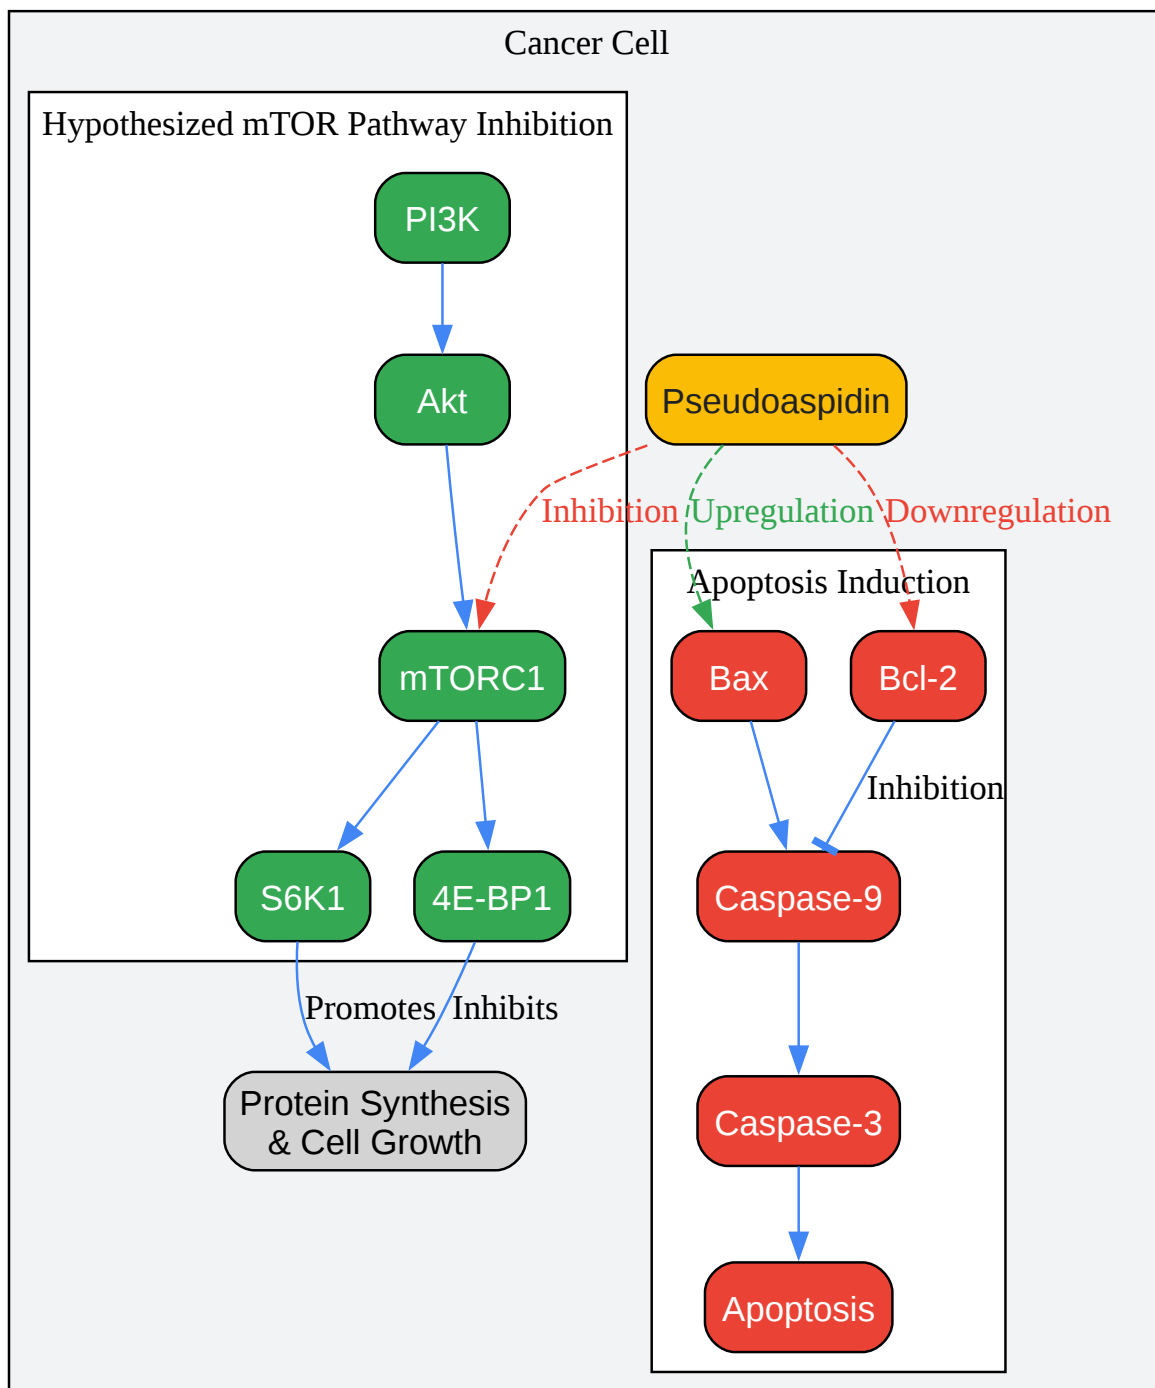 Cancer Cell
Hypothesized mTOR Pathway Inhibition
PI3K
Akt
Pseudoaspidin
Inhibition
Upregulation
Downregulation
Apoptosis Induction
mTORC1
Bax
Bcl-2
Inhibition
S6K1
4E-BP1
Caspase-9
Promotes
Inhibits
Protein Synthesis
& Cell Growth
Caspase-3
Apoptosis